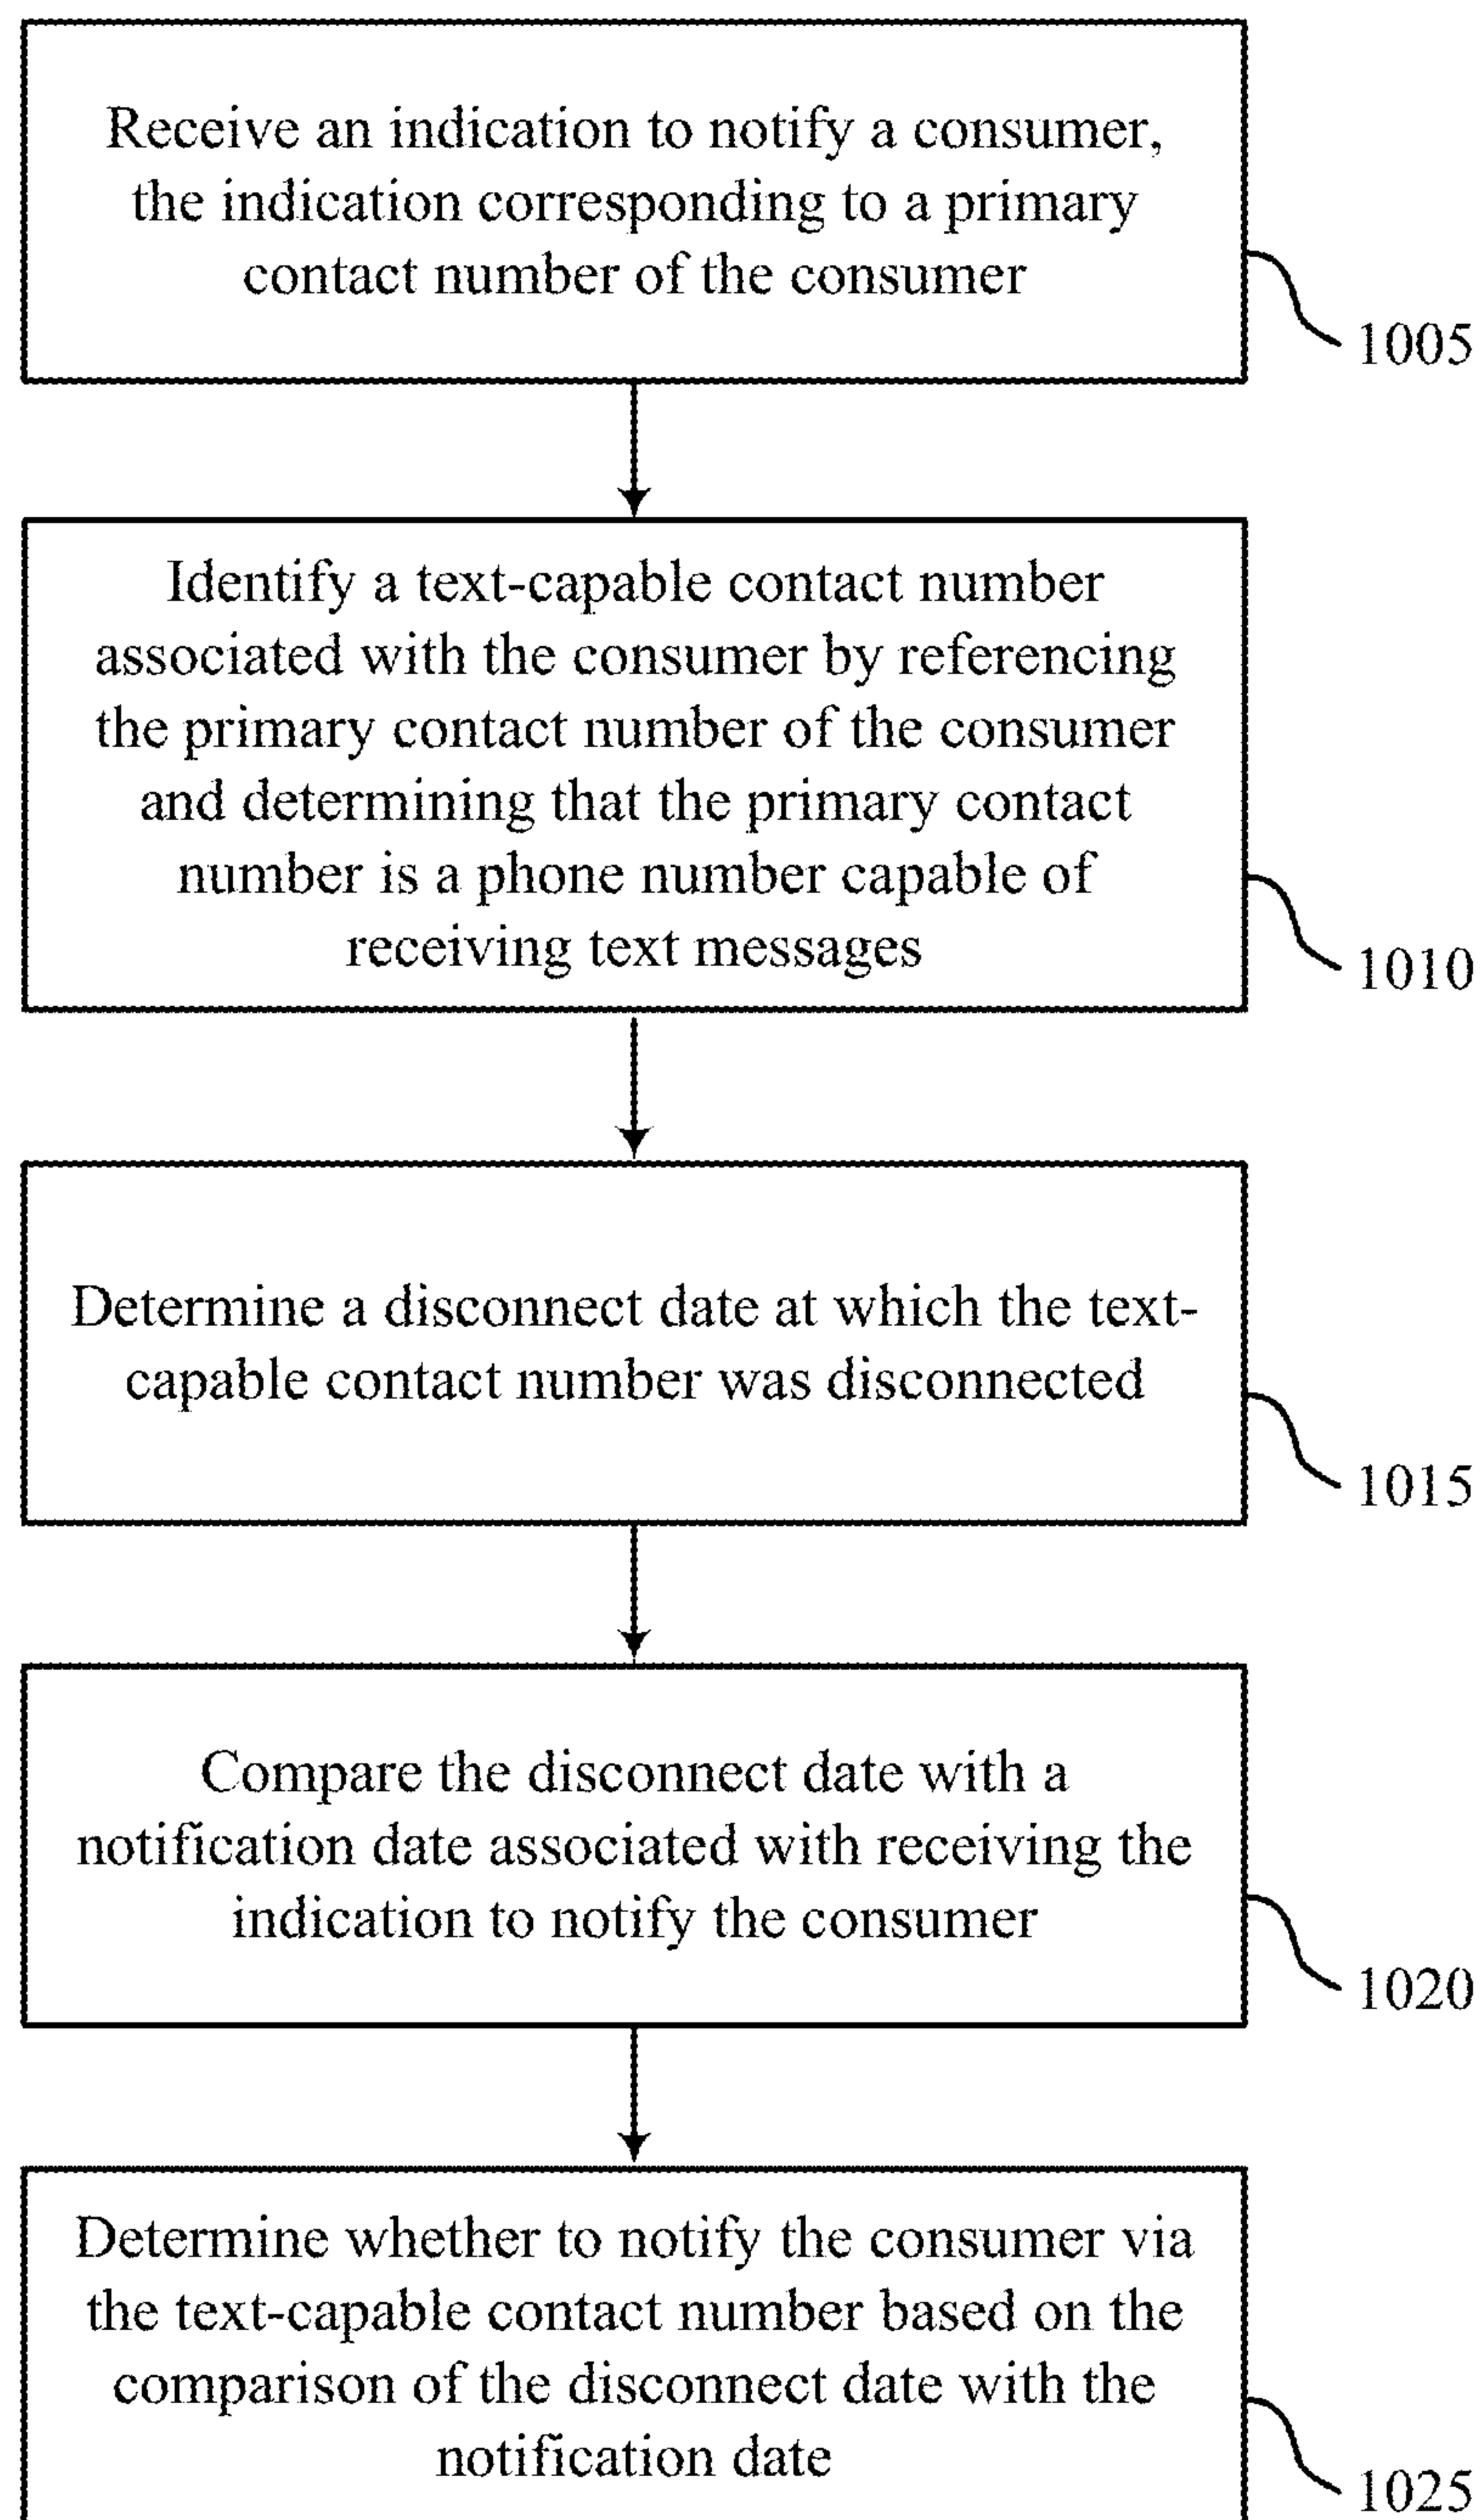 Receive an indication to notify a consumer,
the indication corresponding to a primary
contact number of the consumer
1005
Identify a text-capable contact number
associated with the consumer by referencing
the primary contact number of the consumer
and determining that the primary contact
number is a phone number capable of
receiving text messages
1010
Determine a disconnect date at which the text-
capable contact number was disconnected
1015
Compare the disconnect date with a
notification date associated with receiving the
indication to notify the consumer
1020
Determine whether to notify the consumer via
the text-capable contact number based on the
comparison of the disconnect date with the
notification date
1025